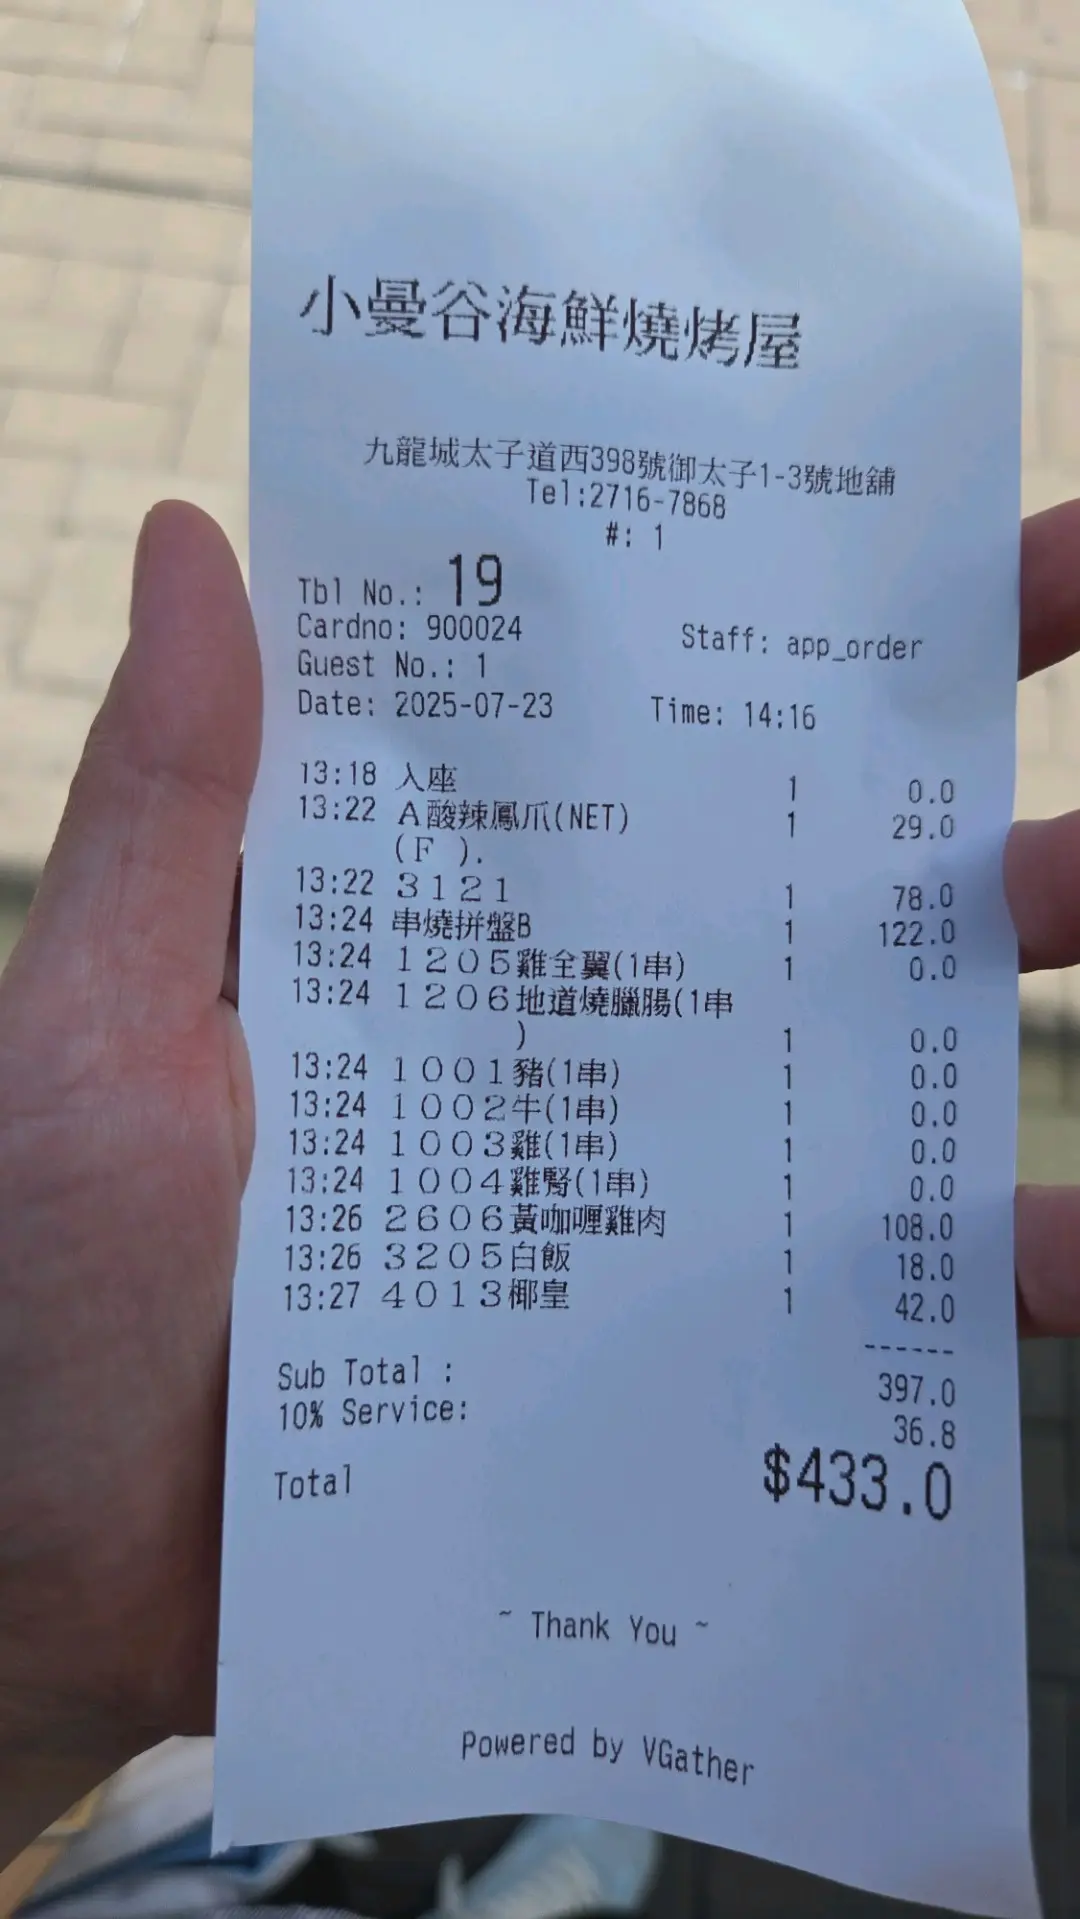 小曼谷海鮮燒烤屋
九龍城太子道西398號御太子1-3號地舖
Tel:2716-7868
#: 1
Tbl No.: 19
Cardno: 900024 Staff: app_order
Guest No.: 1
Date: 2025-07-23 Time: 14:16
13:18 入座 1 0.0
13:22 A酸辣鳳爪(NET) 1 29.0
(F ).
13:22 3121 1 78.0
13:24 串燒拼盤B 1 122.0
13:24 1205雞全翼(1串) 1 0.0
13:24 1206地道燒臘腸(1串
) 1 0.0
13:24 1001豬(1串) 1 0.0
13:24 1002牛(1串) 1 0.0
13:24 1003雞(1串) 1 0.0
13:24 1004雞腎(1串) 1 0.0
13:26 2606黃咖喱雞肉 1 108.0
13:26 3205白飯 1 18.0
13:27 4013椰皇 1 42.0
------
Sub Total : 397.0
10% Service: 36.8
Total $433.0
~ Thank You ~
Powered by VGather